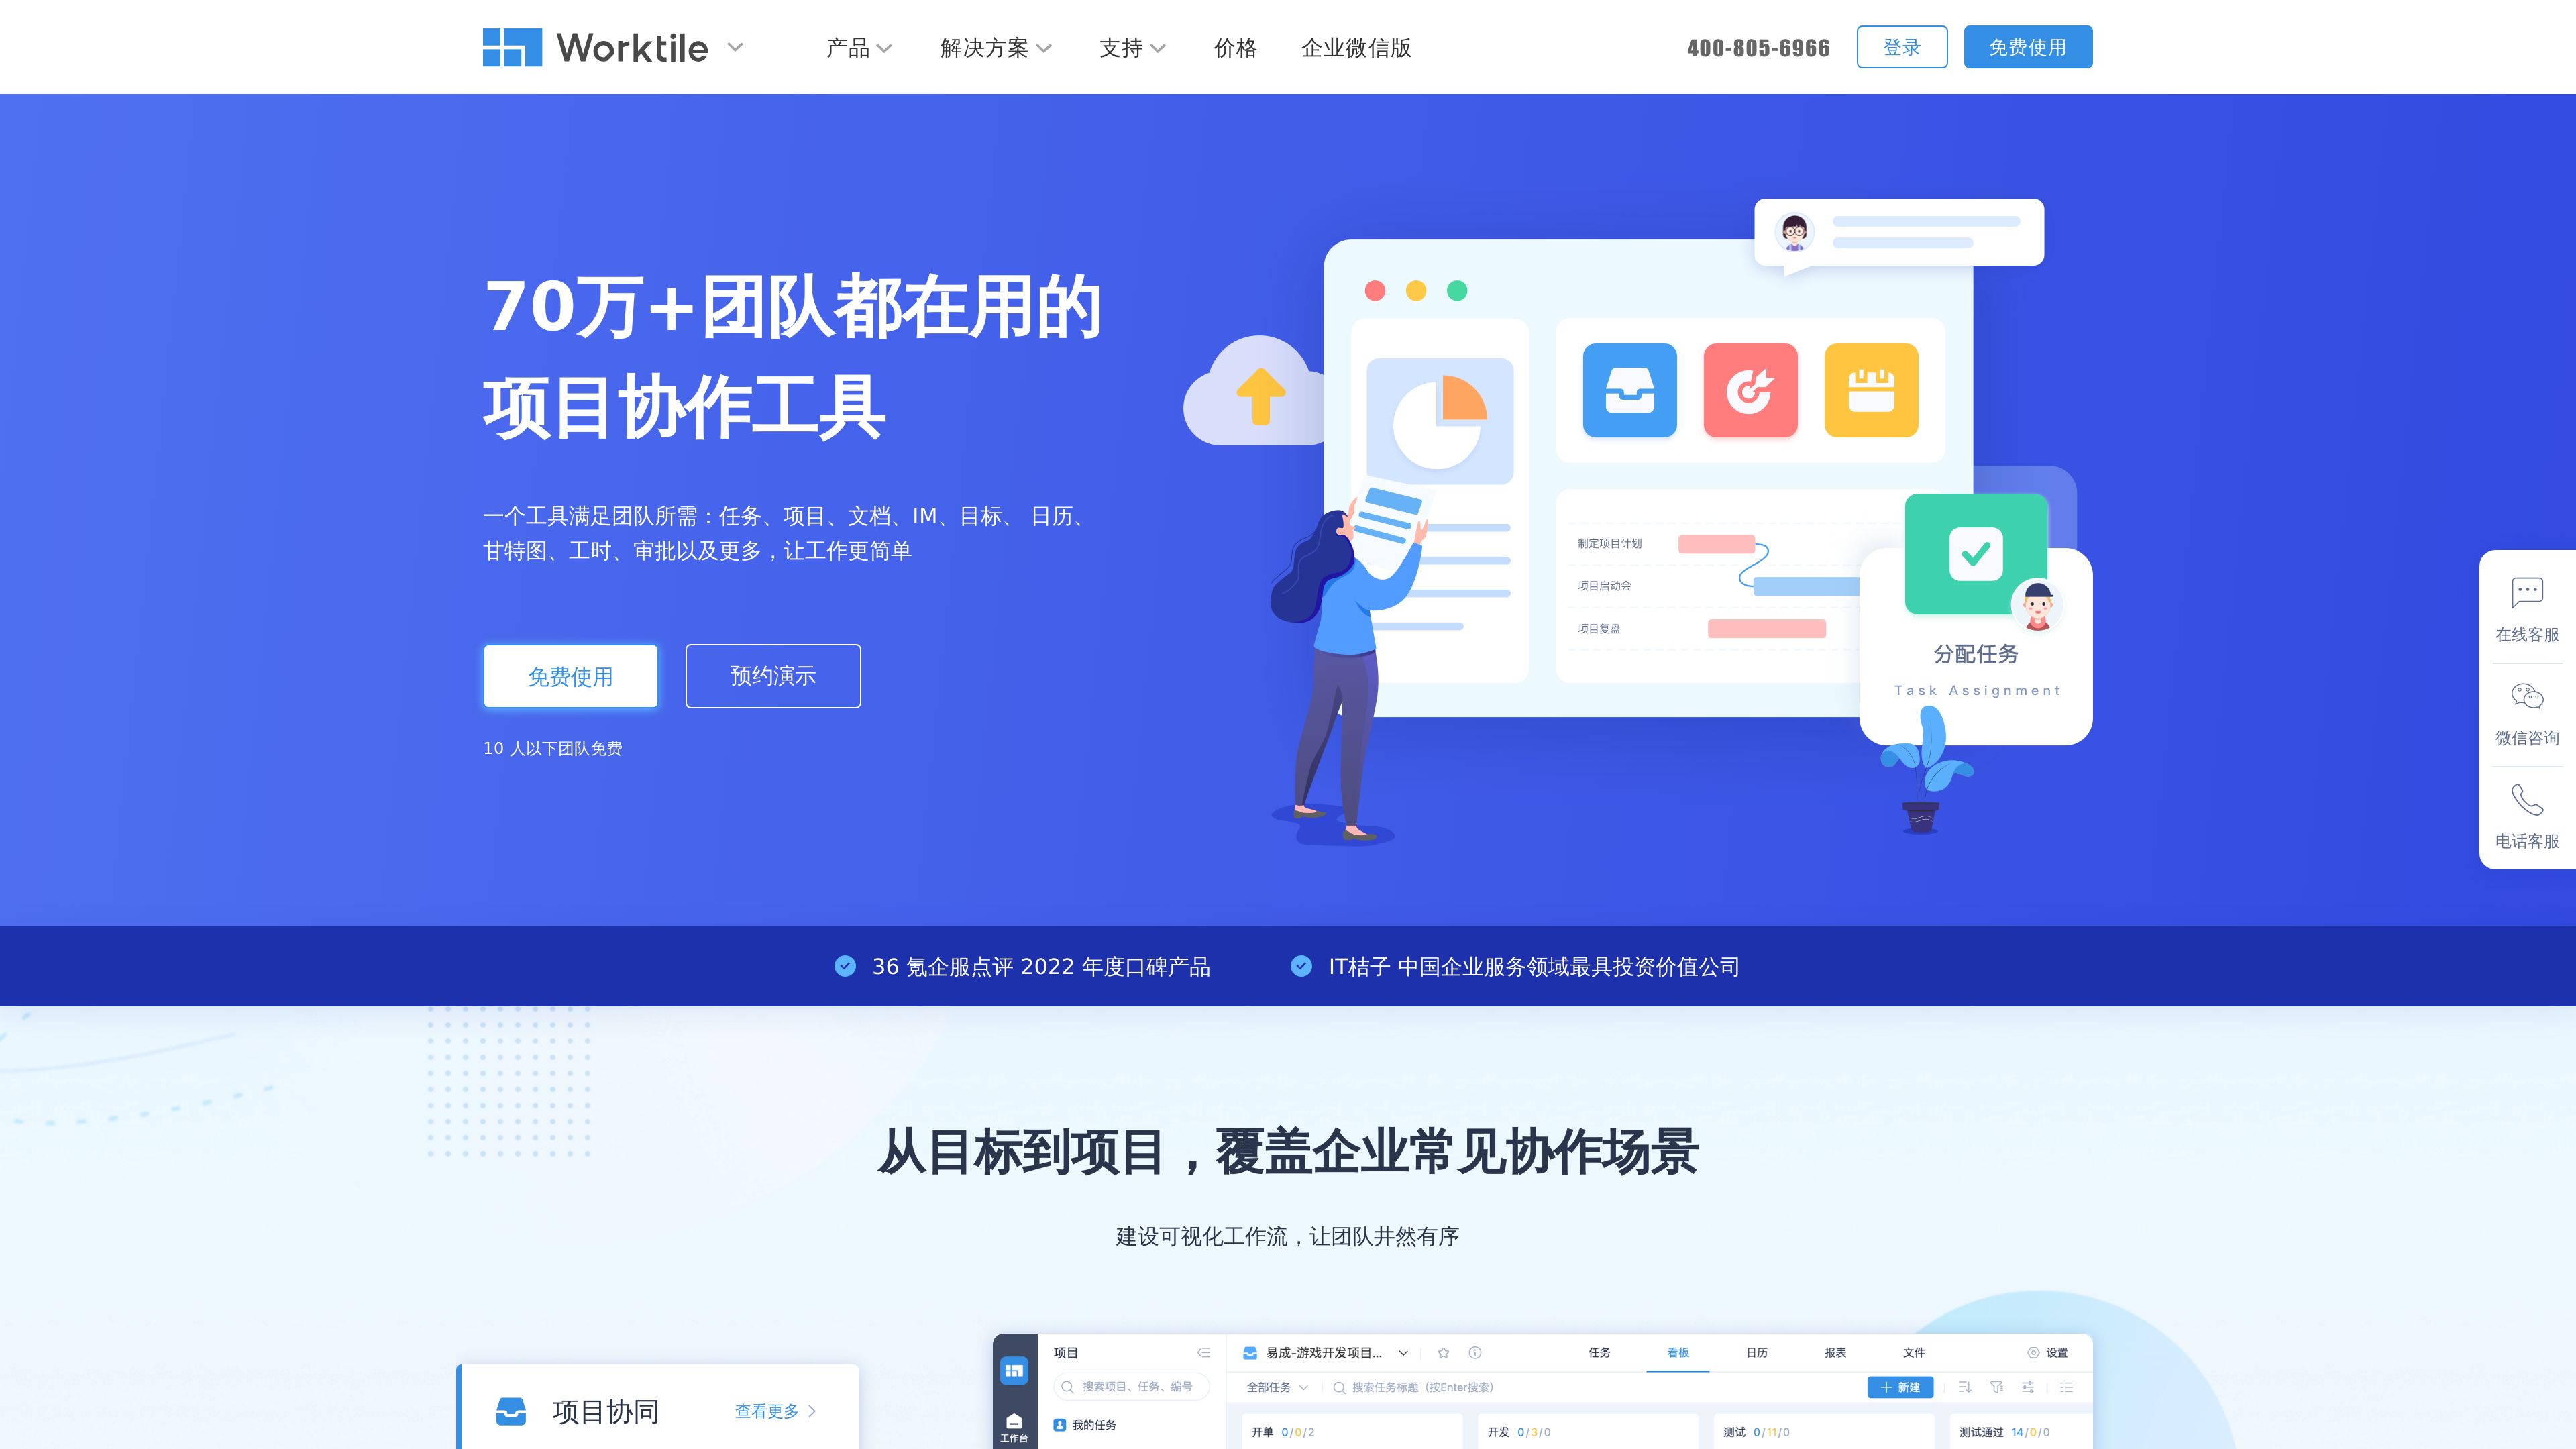 Worktile
产品
解决方案
支持
价格
企业微信版
400-805-6966
登录
免费使用
70万+团队都在用的
项目协作工具
一个工具满足团队所需：任务、项目、文档、IM、目标、 日历、
甘特图、工时、审批以及更多，让工作更简单
免费使用
预约演示
10 人以下团队免费
制定项目计划
项目启动会
项目复盘
分配任务
Task Assignment
在线客服
微信咨询
电话客服
36 氪企服点评 2022 年度口碑产品
IT桔子 中国企业服务领域最具投资价值公司
从目标到项目，覆盖企业常见协作场景
建设可视化工作流，让团队井然有序
项目协同
查看更多
工作台
项目
搜索项目、任务、编号
我的任务
易成-游戏开发项目...
任务
看板
日历
报表
文件
设置
全部任务
搜索任务标题（按Enter搜索）
新建
开单 0/0/2
开发 0/3/0
测试 0/11/0
测试通过 14/0/0